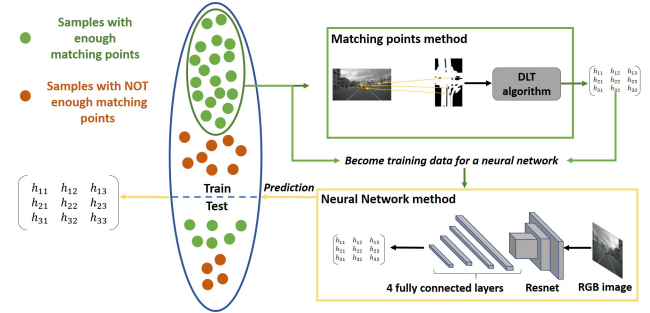 Samples with
enough
matching points
Samples with NOT
enough matching
points
Train
Test
h11 h12 h13
h21 h22 h23
h31 h32 h33
Matching points method
DLT
algorithm
h11 h12 h13
h21 h22 h23
h31 h32 h33
Become training data for a neural network
Prediction
Neural Network method
h11 h12 h13
h21 h22 h23
h31 h32 h33
4 fully connected layers
Resnet
RGB image